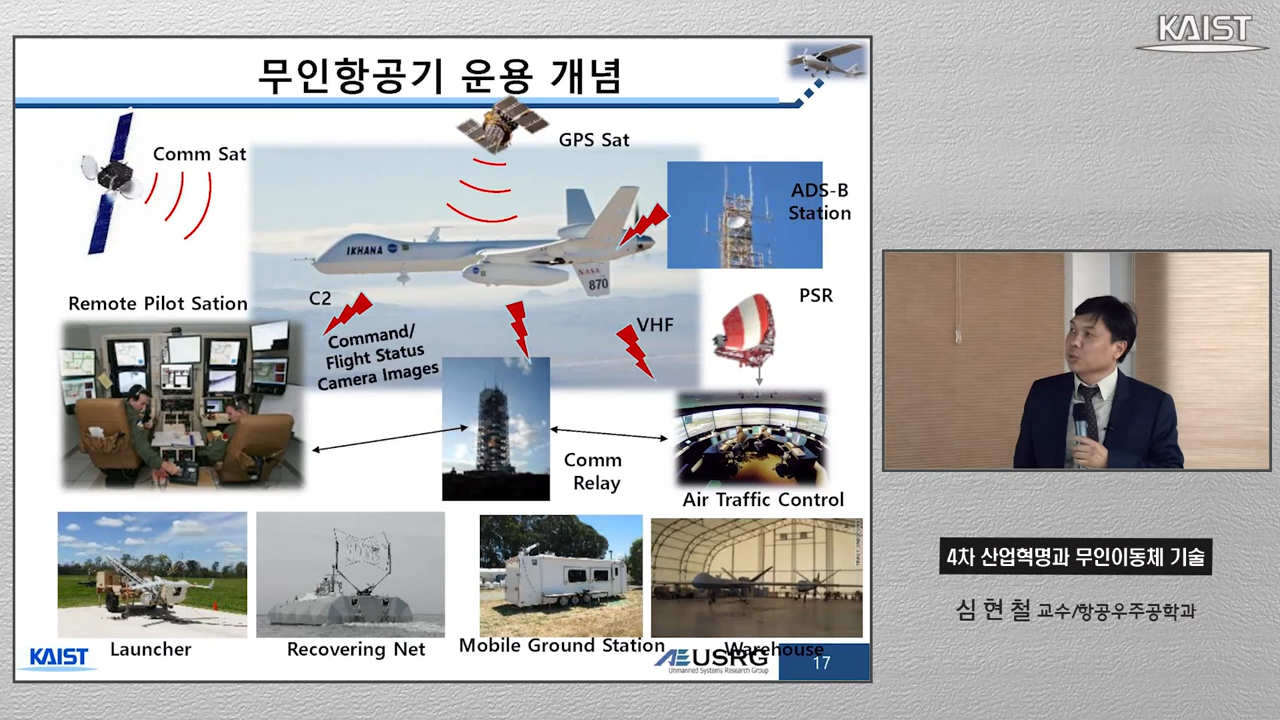 KAIST
무인항공기 운용 개념
Comm Sat
GPS Sat
ADS-B
Station
IKHANA
NASA
870
Remote Pilot Sation
C2
Command/
Flight Status
Camera Images
VHF
PSR
Comm
Relay
Air Traffic Control
Launcher
Recovering Net
Mobile Ground Station
Warehouse
KAIST
USRG
Unmanned Systems Research Group
17
4차 산업혁명과 무인이동체 기술
심현철 교수/항공우주공학과